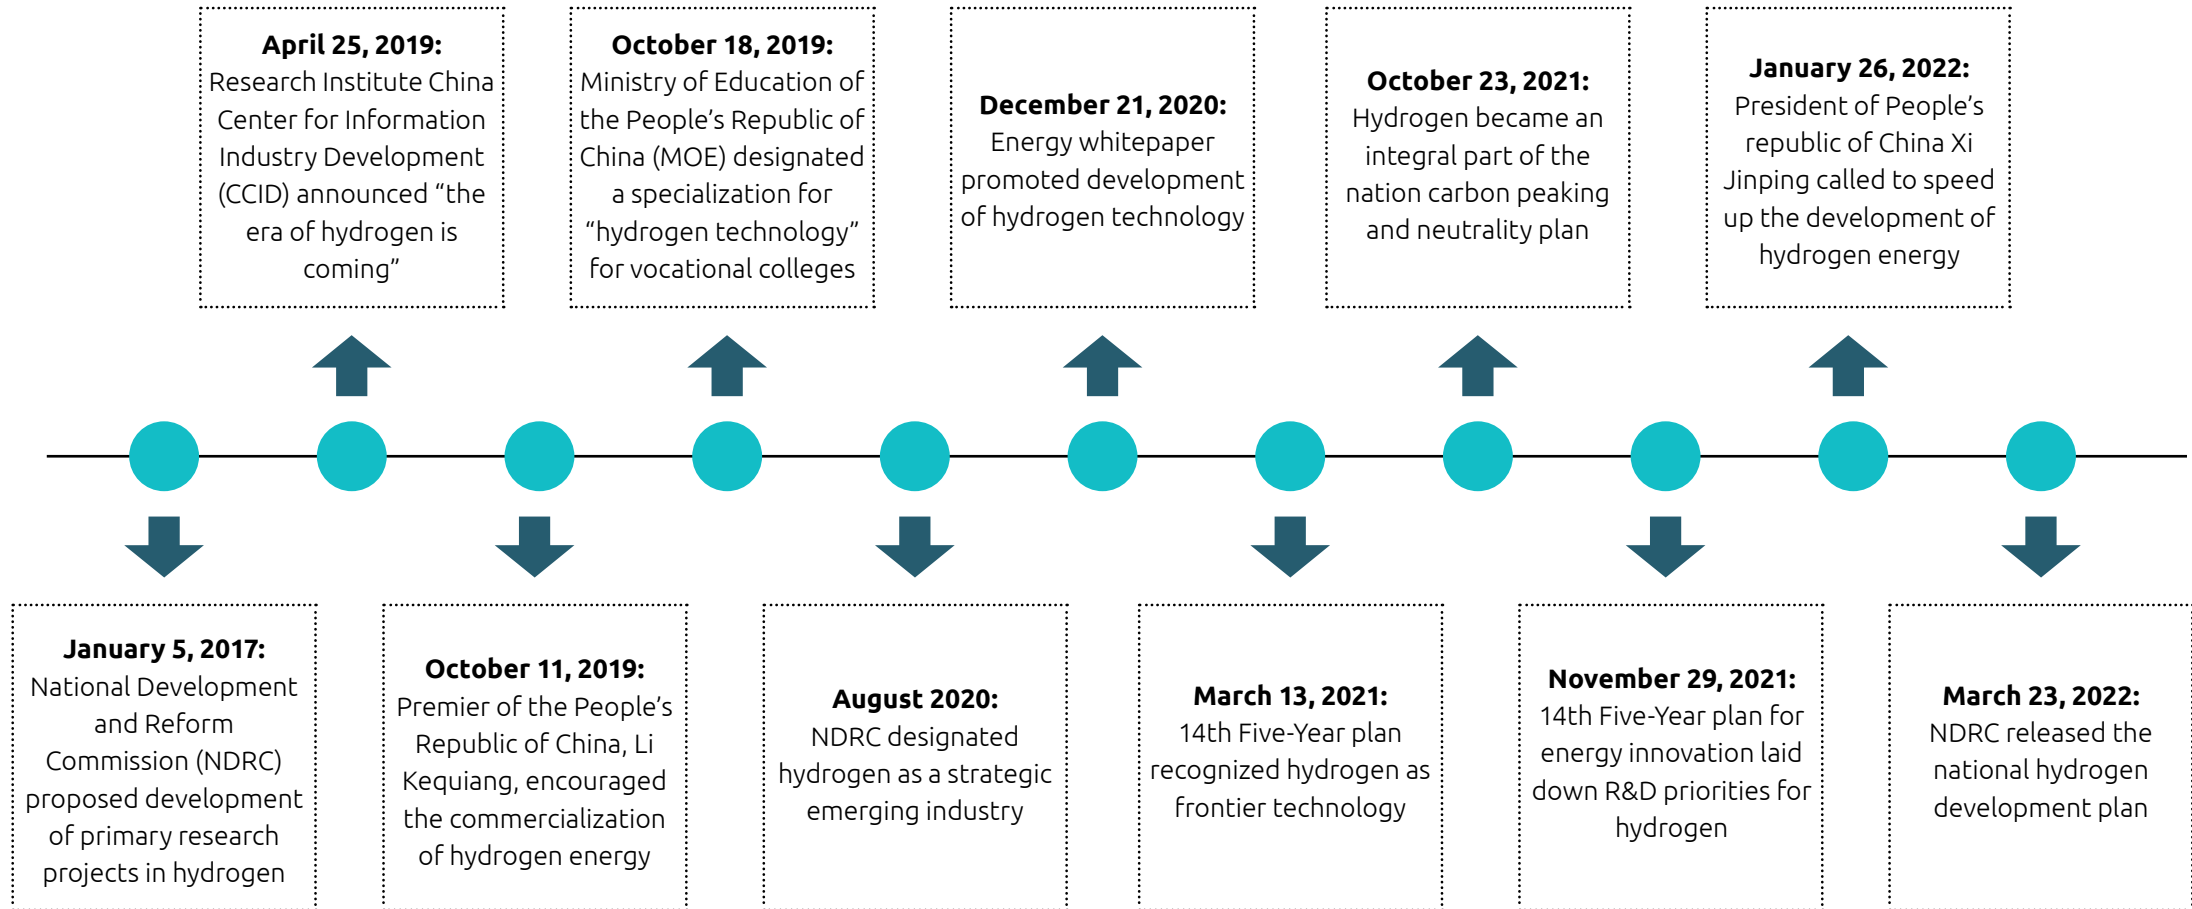 April 25, 2019:
Research Institute China
Center for Information
Industry Development
(CCID) announced “the
era of hydrogen is
coming”
October 18, 2019:
Ministry of Education of
the People’s Republic of
China (MOE) designated
a specialization for
“hydrogen technology”
for vocational colleges
December 21, 2020:
Energy whitepaper
promoted development
of hydrogen technology
October 23, 2021:
Hydrogen became an
integral part of the
nation carbon peaking
and neutrality plan
January 26, 2022:
President of People’s
republic of China Xi
Jinping called to speed
up the development of
hydrogen energy
January 5, 2017:
National Development
and Reform
Commission (NDRC)
proposed development
of primary research
projects in hydrogen
October 11, 2019:
Premier of the People’s
Republic of China, Li
Kequiang, encouraged
the commercialization
of hydrogen energy
August 2020:
NDRC designated
hydrogen as a strategic
emerging industry
March 13, 2021:
14th Five-Year plan
recognized hydrogen as
frontier technology
November 29, 2021:
14th Five-Year plan for
energy innovation laid
down R&D priorities for
hydrogen
March 23, 2022:
NDRC released the
national hydrogen
development plan